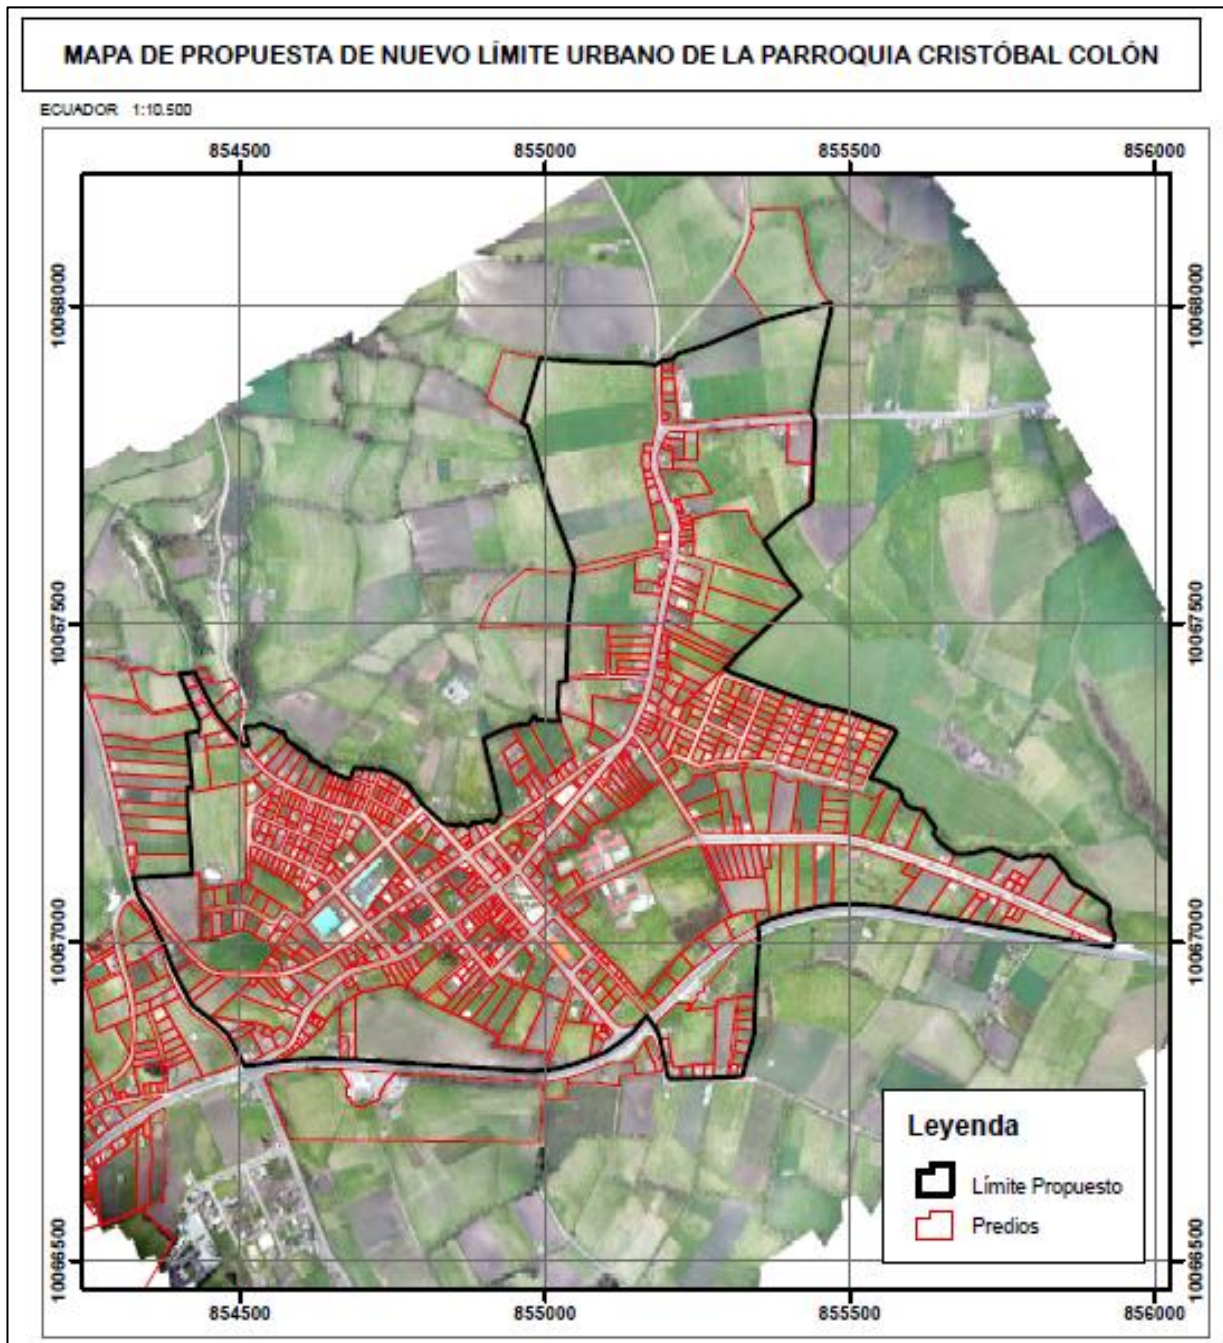 MAPA DE PROPUESTA DE NUEVO LÍMITE URBANO DE LA PARROQUIA CRISTÓBAL COLÓN
ECUADOR 1:10.500
854500 855000 855500 856000
10068000 10068000
10067500 10067500
10067000 10067000
10066500 10066500
Leyenda
Límite Propuesto
Predios
854500 855000 855500 856000